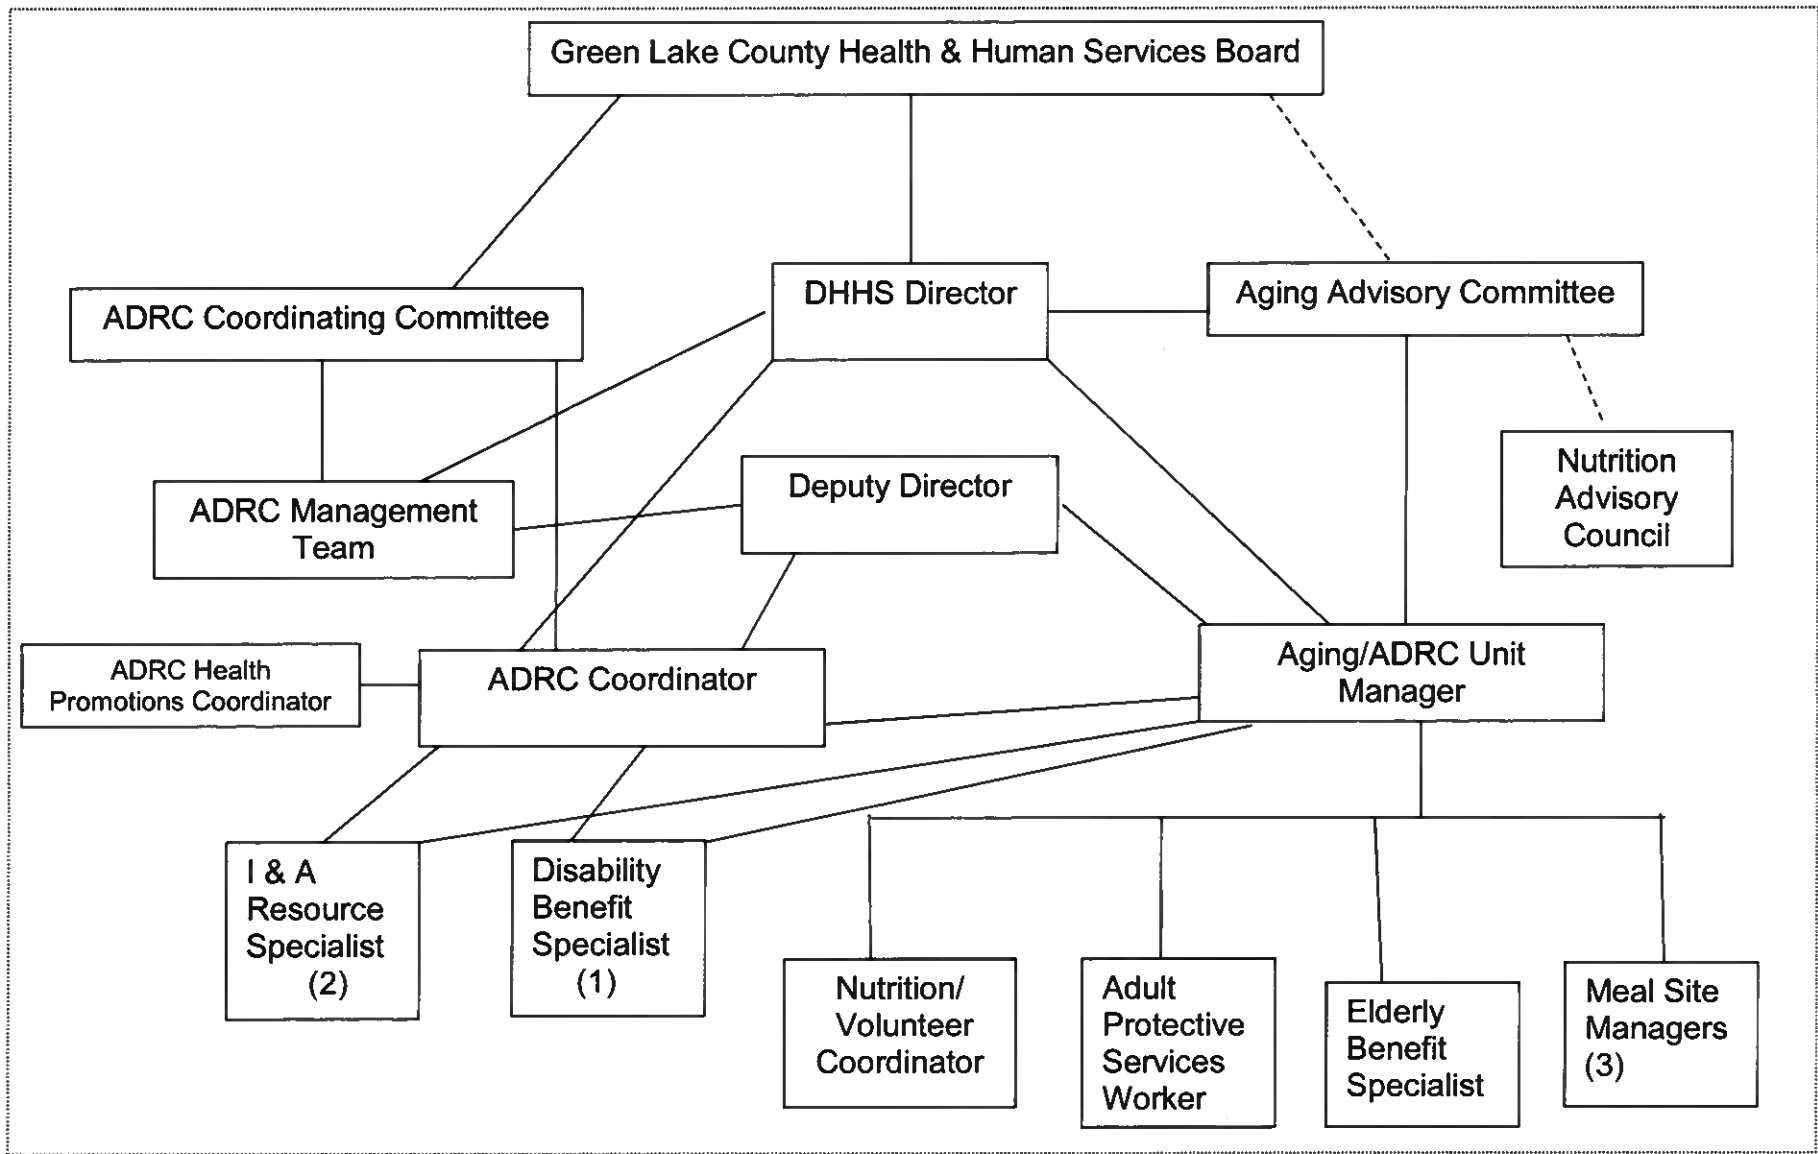 Green Lake County Health & Human Services Board
ADRC Coordinating Committee
DHHS Director
Aging Advisory Committee
ADRC Management
Team
Deputy Director
Nutrition
Advisory
Council
ADRC Health
Promotions Coordinator
ADRC Coordinator
Aging/ADRC Unit
Manager
I & A
Resource
Specialist
(2)
Disability
Benefit
Specialist
(1)
Nutrition/
Volunteer
Coordinator
Adult
Protective
Services
Worker
Elderly
Benefit
Specialist
Meal Site
Managers
(3)